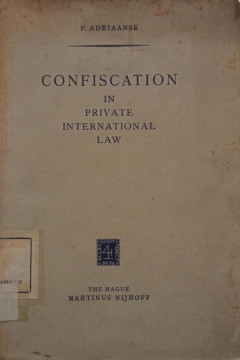 P. ADRIAANSE
CONFISCATION
IN
PRIVATE
INTERNATIONAL
LAW
THE HAGUE
MARTINUS NIJHOFF